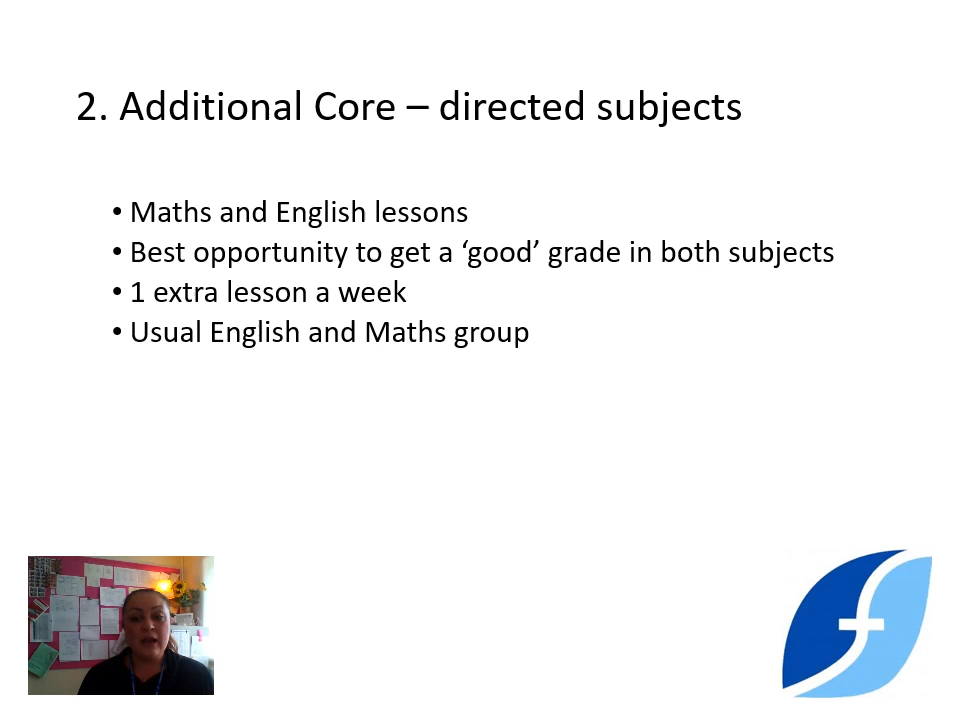 2. Additional Core – directed subjects
• Maths and English lessons
• Best opportunity to get a ‘good’ grade in both subjects
• 1 extra lesson a week
• Usual English and Maths group